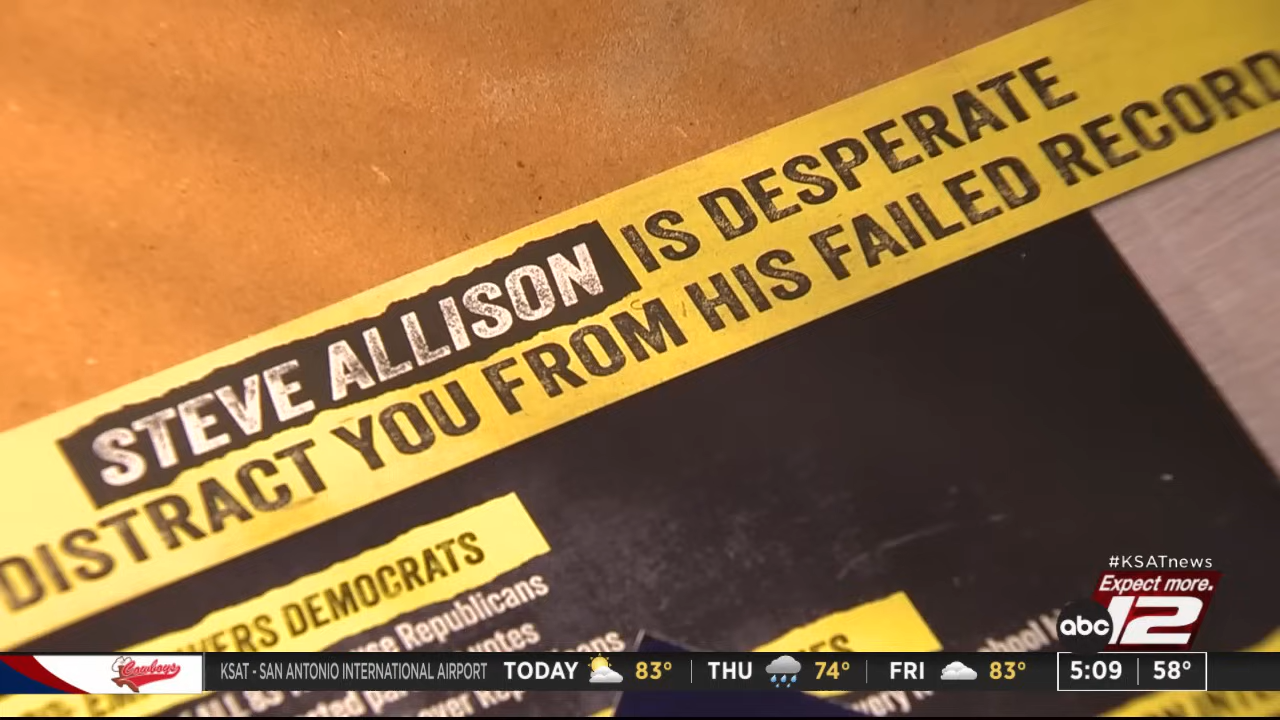 STEVE ALLISON IS DESPERATE
DISTRACT YOU FROM HIS FAILED RECORD
DEMOCRATS
Republicans
votes
#KSATnews
Expect more.
abc 12
Cowboys
KSAT - SAN ANTONIO INTERNATIONAL AIRPORT TODAY 83° THU 74° FRI 83° 5:09 58°